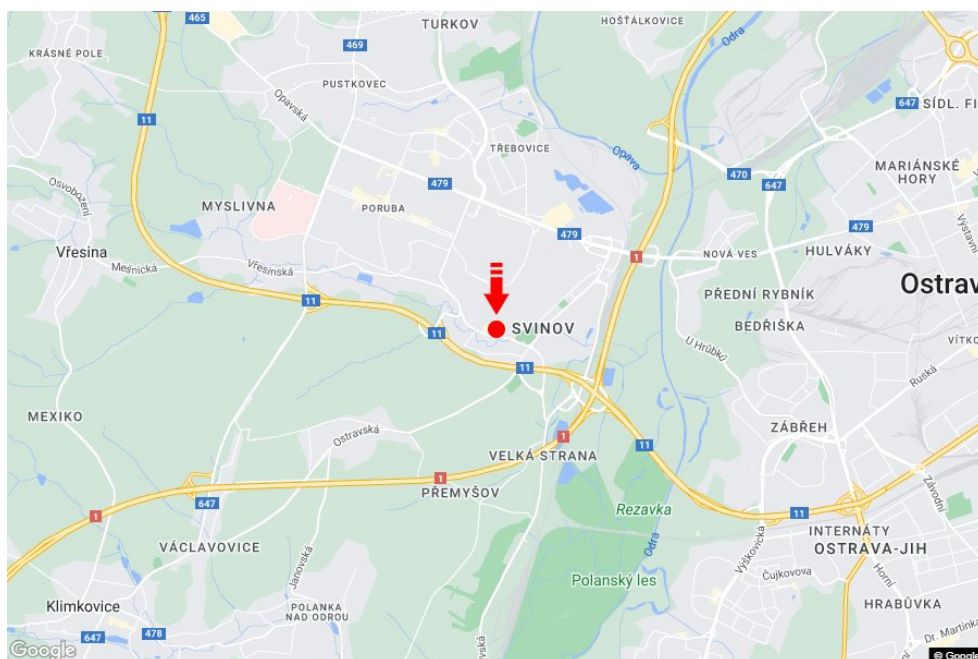 465
TURKOV
HOŠŤÁLKOVICE
Odra
KRÁSNÉ POLE
469
PUSTKOVEC
Opavská
647
SÍDL. FI
11
TŘEBOVICE
Opava
470
MARIÁNSKÉ
HORY
Osvobození
479
647
MYSLIVNA
PORUBA
Výstavní
479
479
Vřesina
NOVÁ VES
HULVÁKY
1
Mešnická
Vřesinská
PŘEDNÍ RYBNÍK
Ostrav
11
SVINOV
BEDŘIŠKA
11
U Hrůbků
VÍTKO
11
Ruská
MEXIKO
Ostravská
ZÁBŘEH
1
11
VELKÁ STRANA
1
PŘEMYŠOV
Závodní
647
Rezavka
11
1
INTERNÁTY
VÁCLAVOVICE
Odra
Výškovická
OSTRAVA-JIH
Janovská
Polanský les
Čujkovova
Horní
Klimkovice
POLANKA
NAD ODROU
HRABŮVKA
647
478
Polanecká
Dr. Martínka
Google
© Google